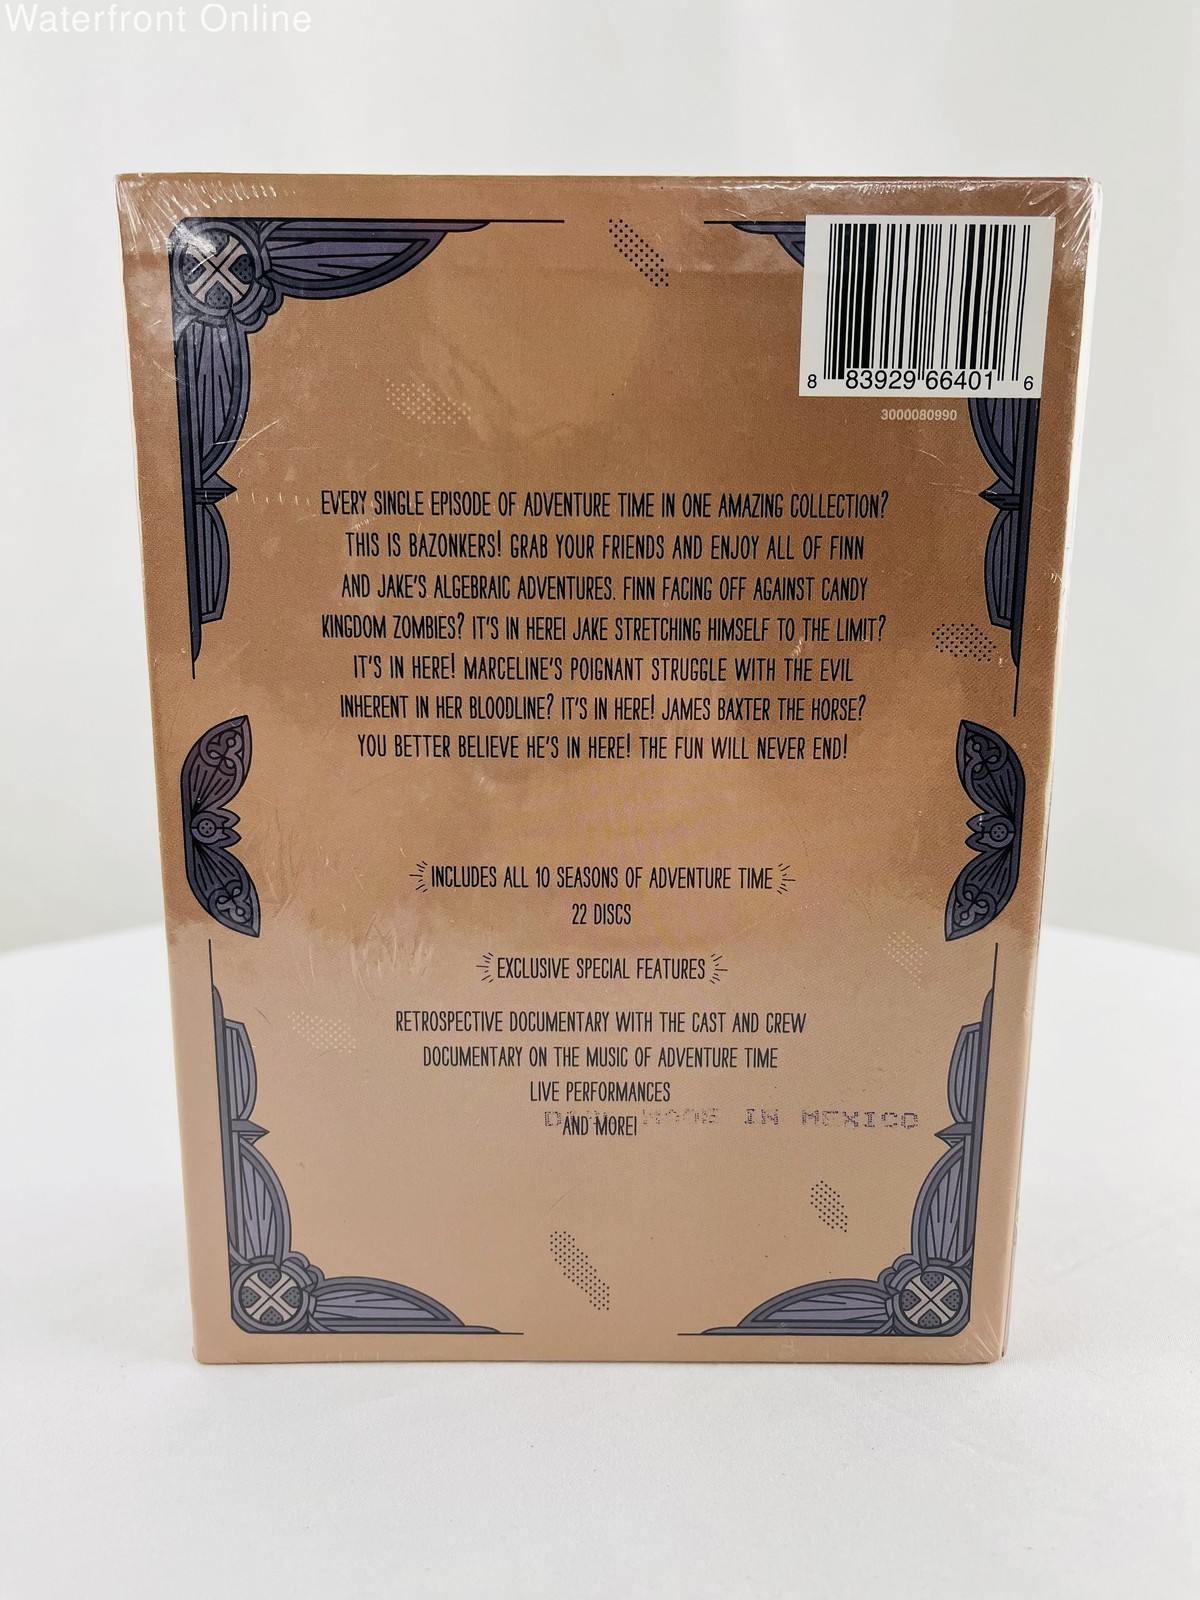 Waterfront Online
8 83929 66401 6
3000080990
EVERY SINGLE EPISODE OF ADVENTURE TIME IN ONE AMAZING COLLECTION?
THIS IS BAZONKERS! GRAB YOUR FRIENDS AND ENJOY ALL OF FINN
AND JAKE'S ALGEBRAIC ADVENTURES. FINN FACING OFF AGAINST CANDY
KINGDOM ZOMBIES? IT'S IN HERE! JAKE STRETCHING HIMSELF TO THE LIMIT?
IT'S IN HERE! MARCELINE'S POIGNANT STRUGGLE WITH THE EVIL
INHERENT IN HER BLOODLINE? IT'S IN HERE! JAMES BAXTER THE HORSE?
YOU BETTER BELIEVE HE'S IN HERE! THE FUN WILL NEVER END!
INCLUDES ALL 10 SEASONS OF ADVENTURE TIME
22 DISCS
EXCLUSIVE SPECIAL FEATURES
RETROSPECTIVE DOCUMENTARY WITH THE CAST AND CREW
DOCUMENTARY ON THE MUSIC OF ADVENTURE TIME
LIVE PERFORMANCES
AND MORE!
IN MEXICO